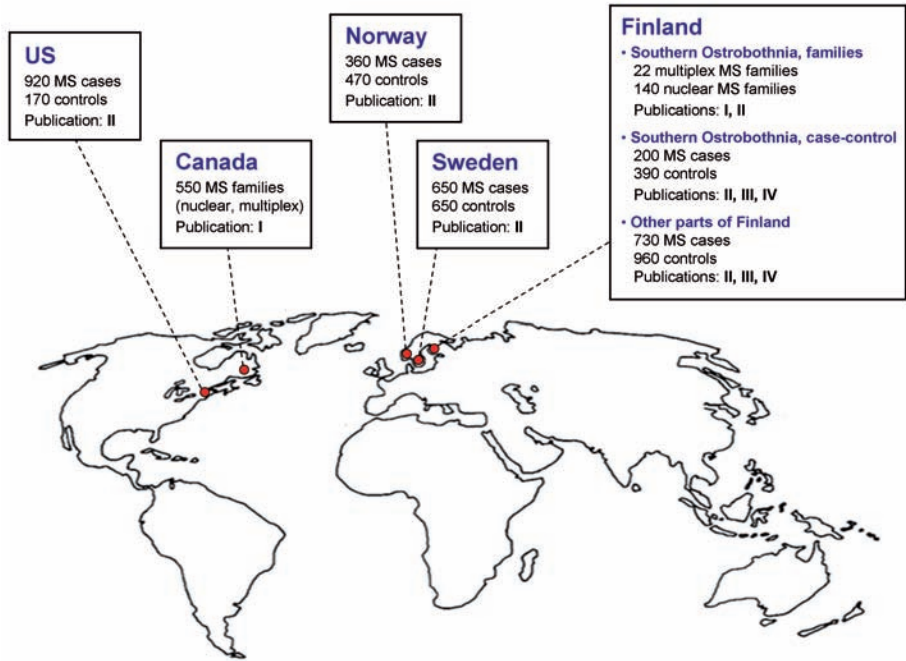 US
920 MS cases
170 controls
Publication: II
Canada
550 MS families
(nuclear, multiplex)
Publication: I
Norway
360 MS cases
470 controls
Publication: II
Sweden
650 MS cases
650 controls
Publication: II
Finland
• Southern Ostrobothnia, families
22 multiplex MS families
140 nuclear MS families
Publications: I, II
• Southern Ostrobothnia, case-control
200 MS cases
390 controls
Publications: II, III, IV
• Other parts of Finland
730 MS cases
960 controls
Publications: II, III, IV